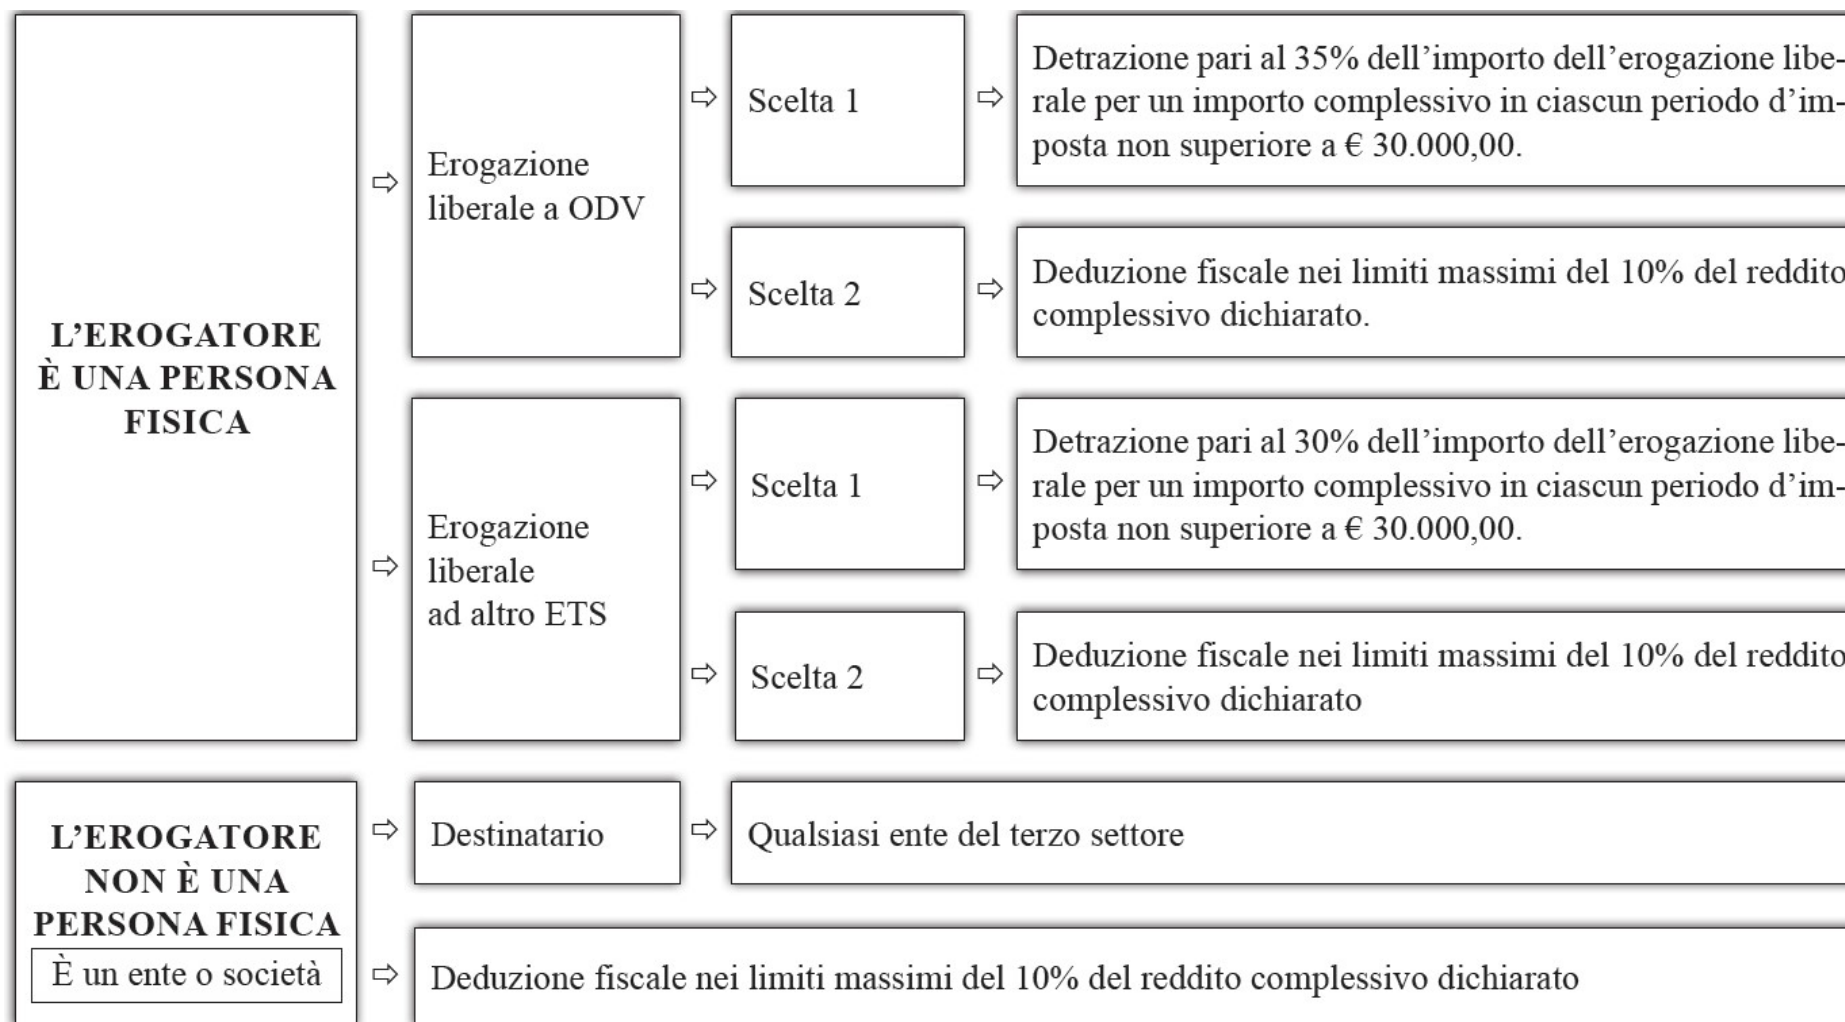 L’EROGATORE
È UNA PERSONA
FISICA
⇨
Erogazione
liberale a ODV
⇨
Scelta 1
⇨
Detrazione pari al 35% dell’importo dell’erogazione libe-
rale per un importo complessivo in ciascun periodo d’im-
posta non superiore a € 30.000,00.
⇨
Scelta 2
⇨
Deduzione fiscale nei limiti massimi del 10% del reddito
complessivo dichiarato.
⇨
Erogazione
liberale
ad altro ETS
⇨
Scelta 1
⇨
Detrazione pari al 30% dell’importo dell’erogazione libe-
rale per un importo complessivo in ciascun periodo d’im-
posta non superiore a € 30.000,00.
⇨
Scelta 2
⇨
Deduzione fiscale nei limiti massimi del 10% del reddito
complessivo dichiarato
L’EROGATORE
NON È UNA
PERSONA FISICA
È un ente o società
⇨
Destinatario
⇨
Qualsiasi ente del terzo settore
⇨
Deduzione fiscale nei limiti massimi del 10% del reddito complessivo dichiarato